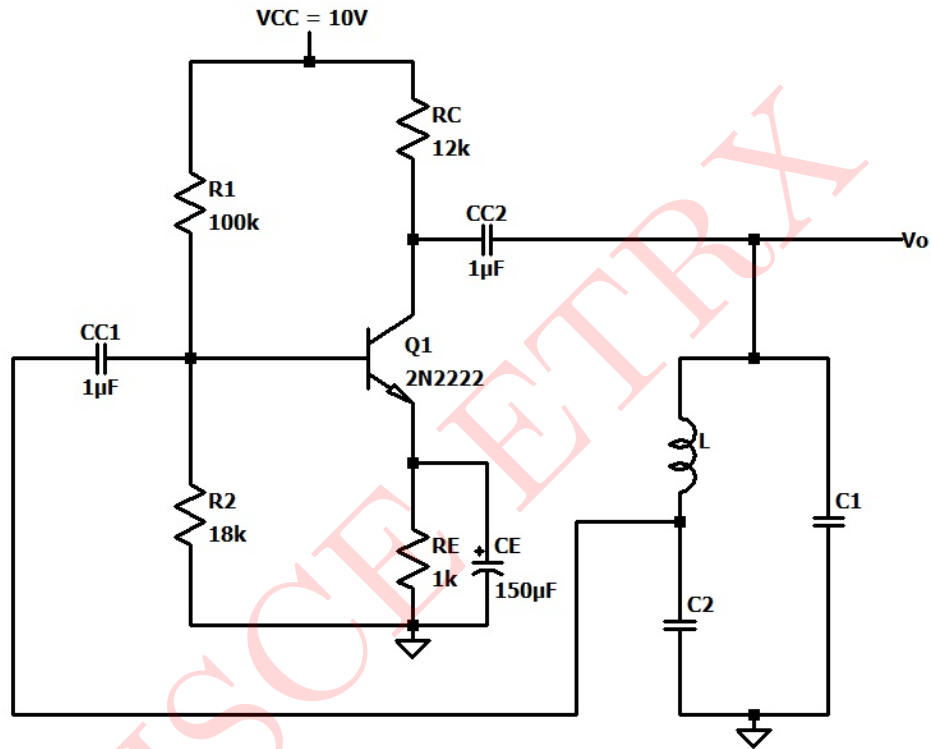 VCC = 10V
RC
12k
R1
100k
CC2
1µF
Vo
CC1
1µF
Q1
2N2222
L
R2
18k
RE
1k
CE
150µF
C1
C2
JSCE ETRX